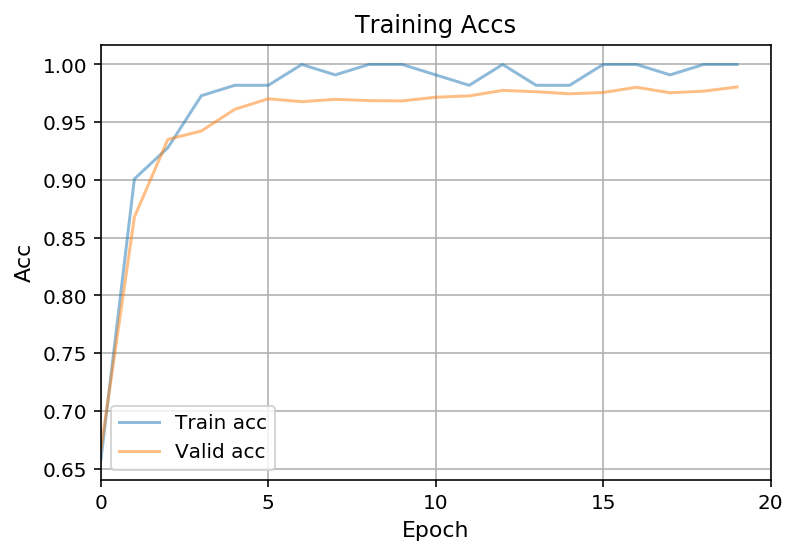 Training Accs
1.00
0.95
0.90
0.85
0.80
0.75
0.70
0.65
Acc
Train acc
Valid acc
0 5 10 15 20
Epoch